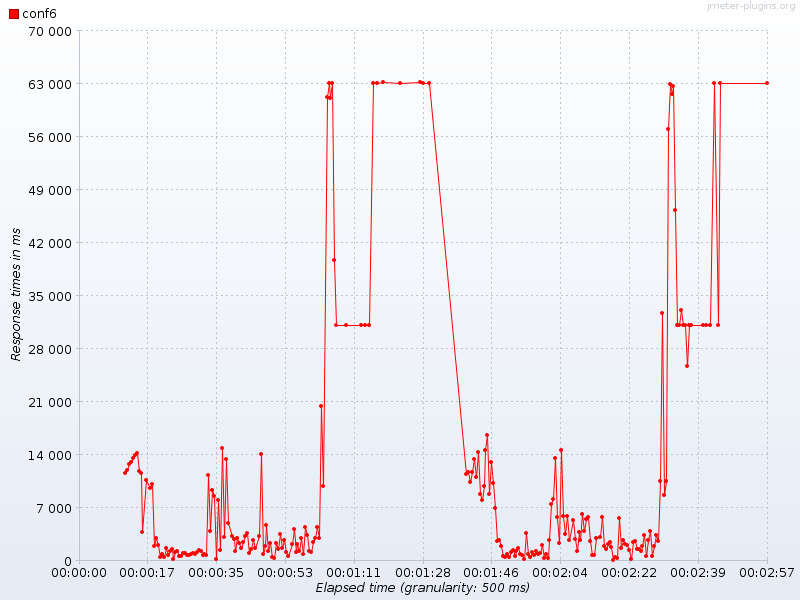 jmeter-plugins.org
conf6
70 000
63 000
56 000
49 000
42 000
35 000
28 000
21 000
14 000
7 000
0
Response times in ms
00:00:00 00:00:17 00:00:35 00:00:53 00:01:11 00:01:28 00:01:46 00:02:04 00:02:22 00:02:39 00:02:57
Elapsed time (granularity: 500 ms)